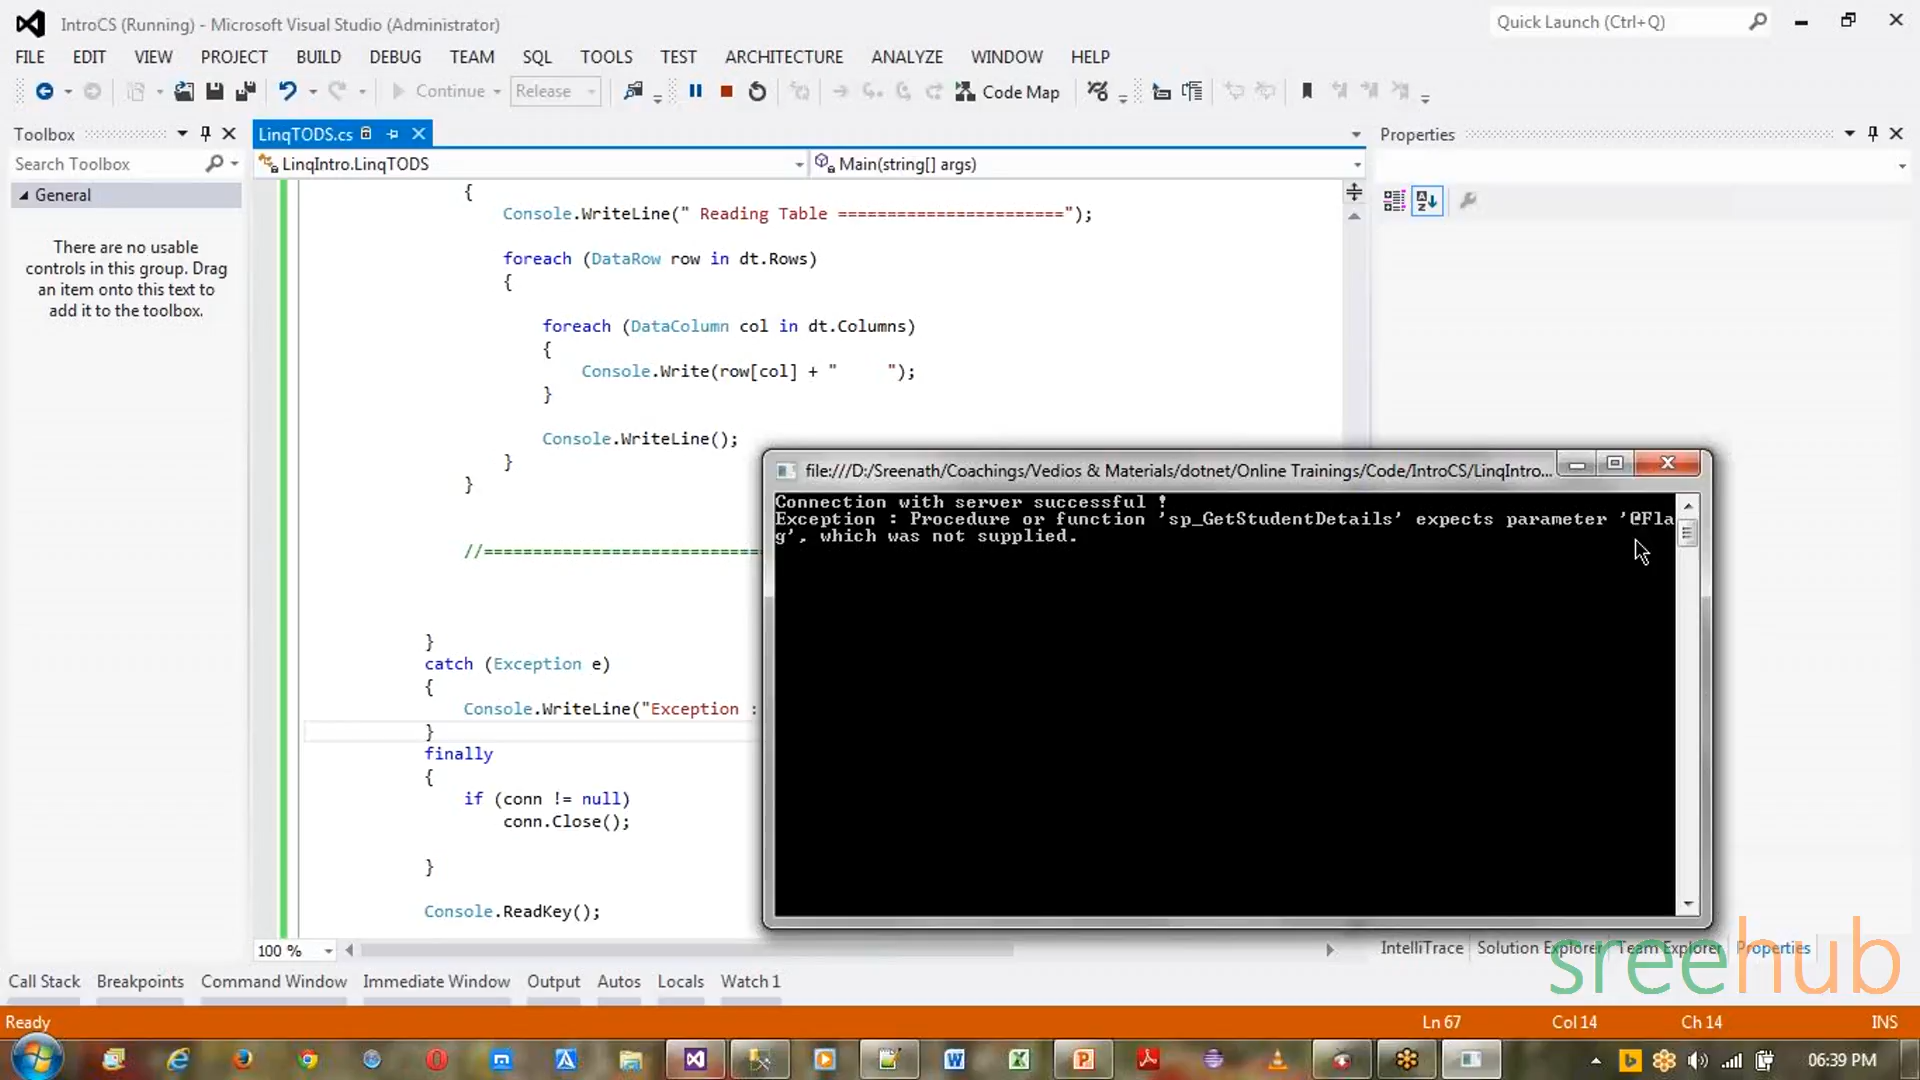 IntroCS (Running) - Microsoft Visual Studio (Administrator)
Quick Launch (Ctrl+Q)
FILE EDIT VIEW PROJECT BUILD DEBUG TEAM SQL TOOLS TEST ARCHITECTURE ANALYZE WINDOW HELP
Continue Release Code Map
Toolbox
LinqTODS.cs
Properties
Search Toolbox
LinqIntro.LinqTODS
Main(string[] args)
General
There are no usable
controls in this group. Drag
an item onto this text to
add it to the toolbox.
{
Console.WriteLine(" Reading Table =======================");
foreach (DataRow row in dt.Rows)
{
foreach (DataColumn col in dt.Columns)
{
Console.Write(row[col] + "     ");
}
Console.WriteLine();
}
}
//============================
}
catch (Exception e)
{
Console.WriteLine("Exception :
}
finally
{
if (conn != null)
conn.Close();
}
Console.ReadKey();
file:///D:/Sreenath/Coachings/Vedios & Materials/dotnet/Online Trainings/Code/IntroCS/LinqIntro...
Connection with server successful !
Exception : Procedure or function 'sp_GetStudentDetails' expects parameter '@Fla
g', which was not supplied.
100 %
IntelliTrace Solution Explorer Team Explorer Properties
sreehub
Call Stack Breakpoints Command Window Immediate Window Output Autos Locals Watch 1
Ready
Ln 67 Col 14 Ch 14 INS
06:39 PM